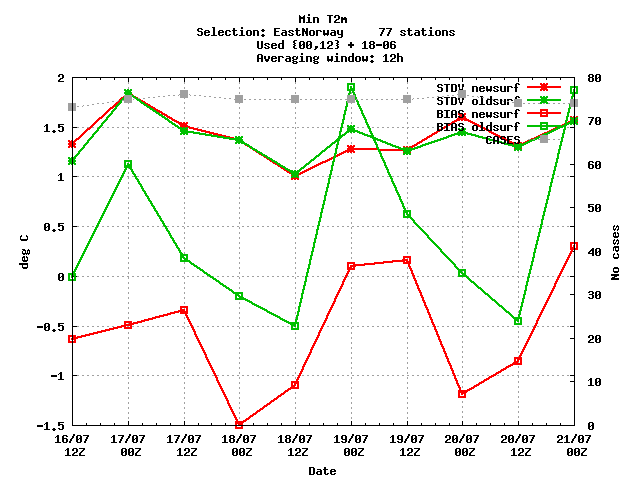 Min T2m
Selection: EastNorway     77 stations
Used {00,12} + 18-06
Averaging window: 12h
2
1.5
1
0.5
0
-0.5
-1
-1.5
deg C
80
70
60
50
40
30
20
10
0
No cases
STDV newsurf
STDV oldsurf
BIAS newsurf
BIAS oldsurf
CASES
16/07 17/07 17/07 18/07 18/07 19/07 19/07 20/07 20/07 21/07
12Z 00Z 12Z 00Z 12Z 00Z 12Z 00Z 12Z 00Z
Date